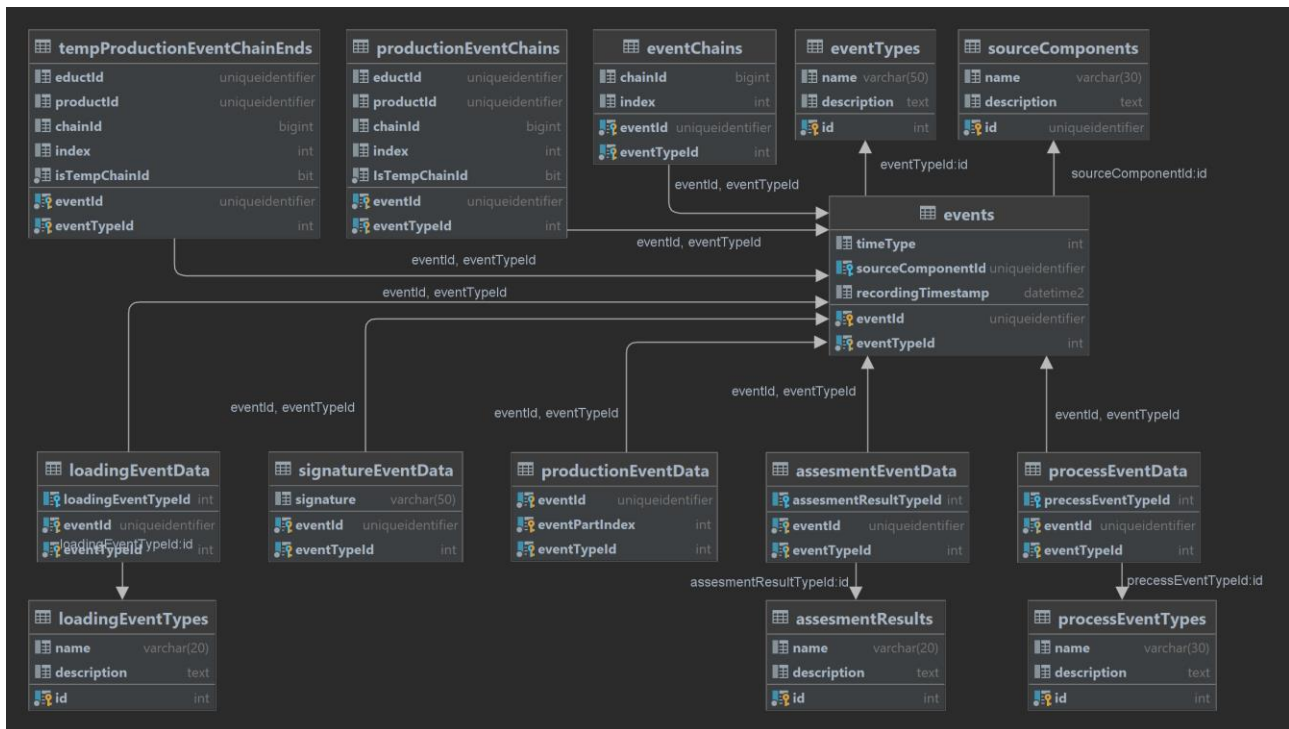 tempProductionEventChainEnds
eductId uniqueidentifier
productId uniqueidentifier
chainId bigint
index int
isTempChainId bit
eventId uniqueidentifier
eventTypeId int
productionEventChains
eductId uniqueidentifier
productId uniqueidentifier
chainId bigint
index int
IsTempChainId bit
eventId uniqueidentifier
eventTypeId int
eventChains
chainId bigint
index int
eventId uniqueidentifier
eventTypeId int
eventTypes
name varchar(50)
description text
id int
sourceComponents
name varchar(30)
description text
id uniqueidentifier
eventTypeId:id
sourceComponentId:id
eventId, eventTypeId
eventId, eventTypeId
eventId, eventTypeId
eventId, eventTypeId
events
timeType int
sourceComponentId uniqueidentifier
recordingTimestamp datetime2
eventId uniqueidentifier
eventTypeId int
eventId, eventTypeId
eventId, eventTypeId
eventId, eventTypeId
eventId, eventTypeId
loadingEventData
loadingEventTypeId int
eventId uniqueidentifier
eventTypeId int
loadingEventTypeId:id
signatureEventData
signature varchar(50)
eventId uniqueidentifier
eventTypeId int
productionEventData
eventId uniqueidentifier
eventPartIndex int
eventTypeId int
assesmentEventData
assesmentResultTypeId int
eventId uniqueidentifier
eventTypeId int
processEventData
precessEventTypeId int
eventId uniqueidentifier
eventTypeId int
assesmentResultTypeId:id
precessEventTypeId:id
loadingEventTypes
name varchar(20)
description text
id int
assesmentResults
name varchar(20)
description text
id int
processEventTypes
name varchar(30)
description text
id int